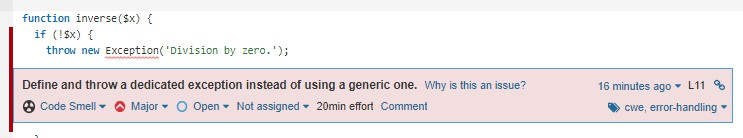 function inverse($x) {
if (!$x) {
throw new Exception('Division by zero.');
Define and throw a dedicated exception instead of using a generic one. Why is this an issue? 16 minutes ago L11
Code Smell Major Open Not assigned 20min effort Comment cwe, error-handling
}